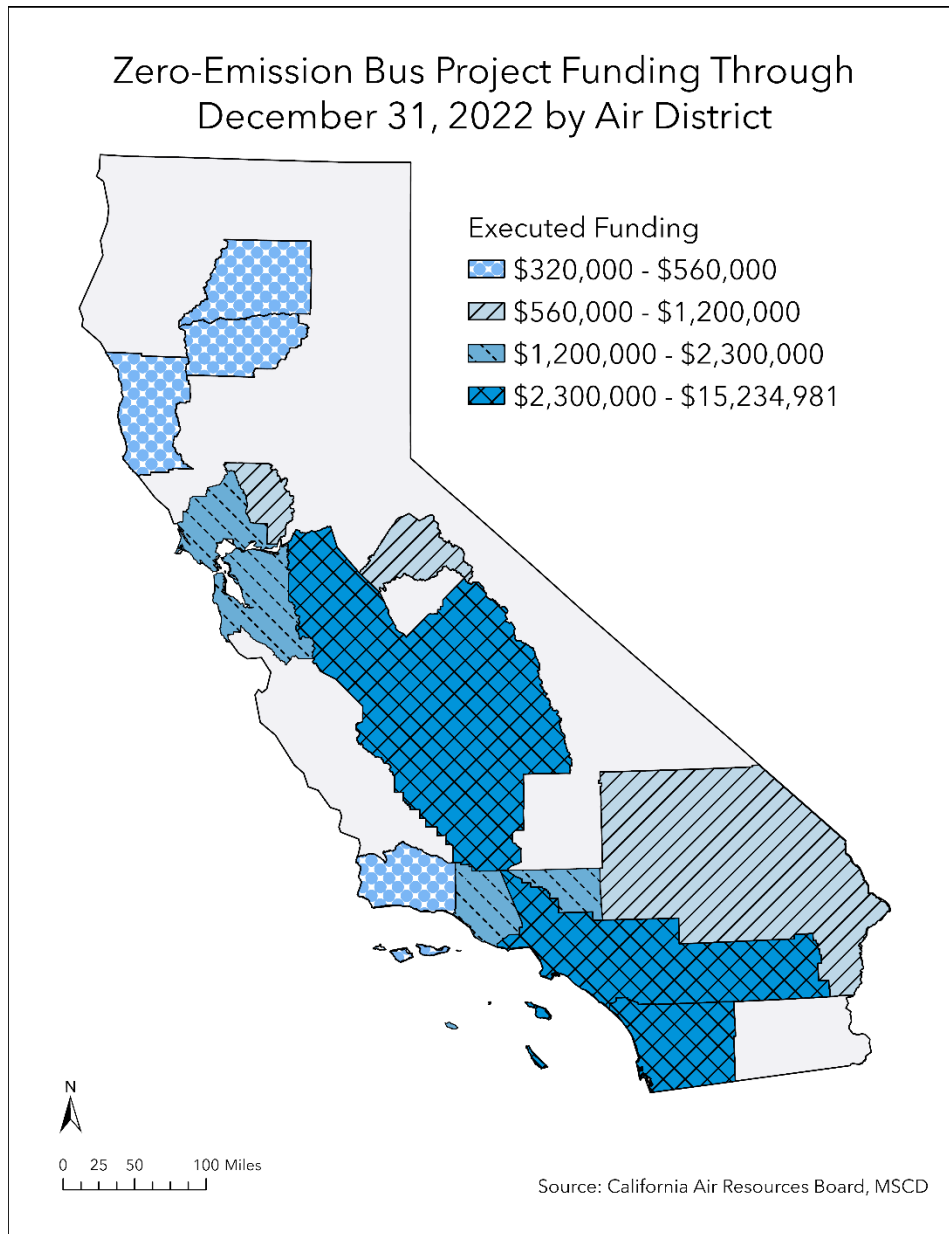 Zero-Emission Bus Project Funding Through
December 31, 2022 by Air District
Executed Funding
$320,000 - $560,000
$560,000 - $1,200,000
$1,200,000 - $2,300,000
$2,300,000 - $15,234,981
N
0 25 50 100 Miles
Source: California Air Resources Board, MSCD